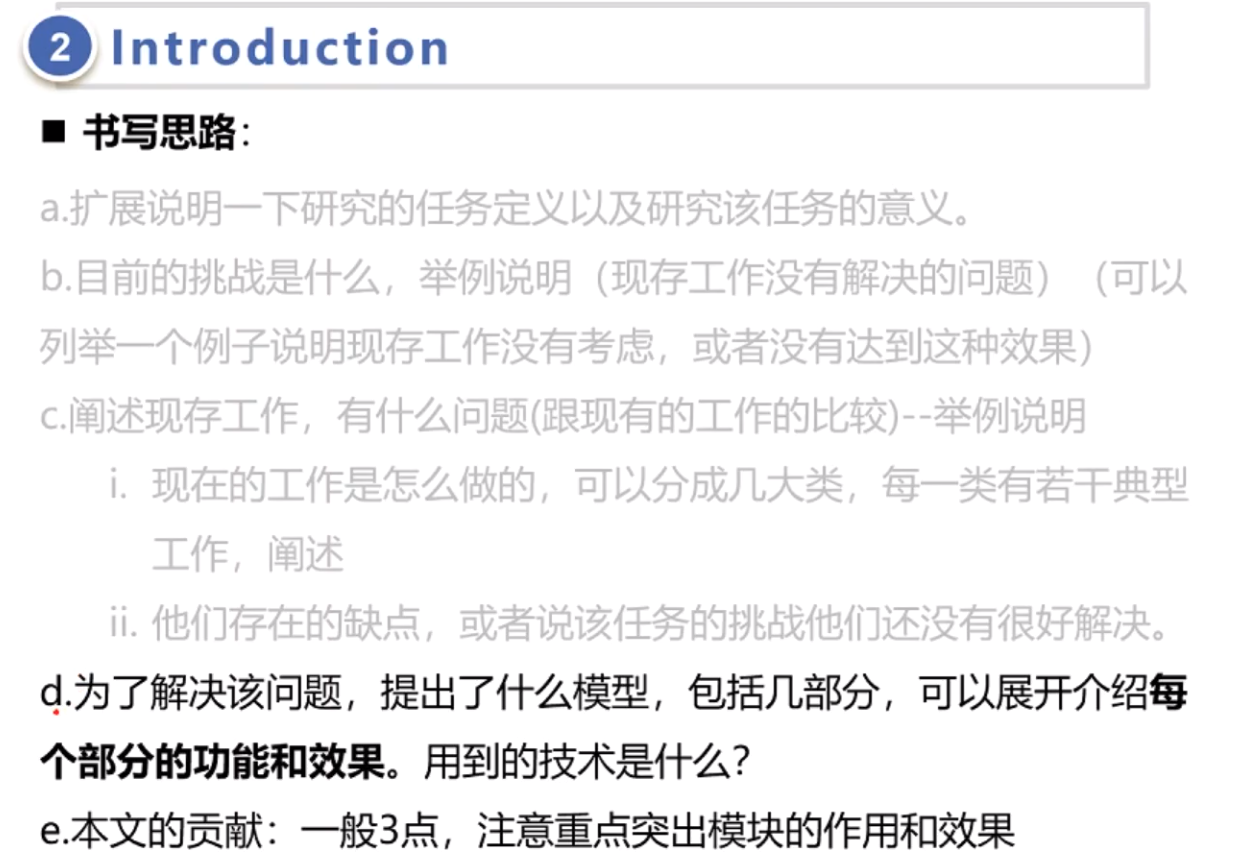 2 Introduction
■ 书写思路：
a.扩展说明一下研究的任务定义以及研究该任务的意义。
b.目前的挑战是什么，举例说明（现存工作没有解决的问题）（可以
列举一个例子说明现存工作没有考虑，或者没有达到这种效果）
c.阐述现存工作，有什么问题(跟现有的工作的比较)--举例说明
i. 现在的工作是怎么做的，可以分成几大类，每一类有若干典型
工作，阐述
ii. 他们存在的缺点，或者说该任务的挑战他们还没有很好解决。
d.为了解决该问题，提出了什么模型，包括几部分，可以展开介绍每
个部分的功能和效果。用到的技术是什么？
e.本文的贡献：一般3点，注意重点突出模块的作用和效果